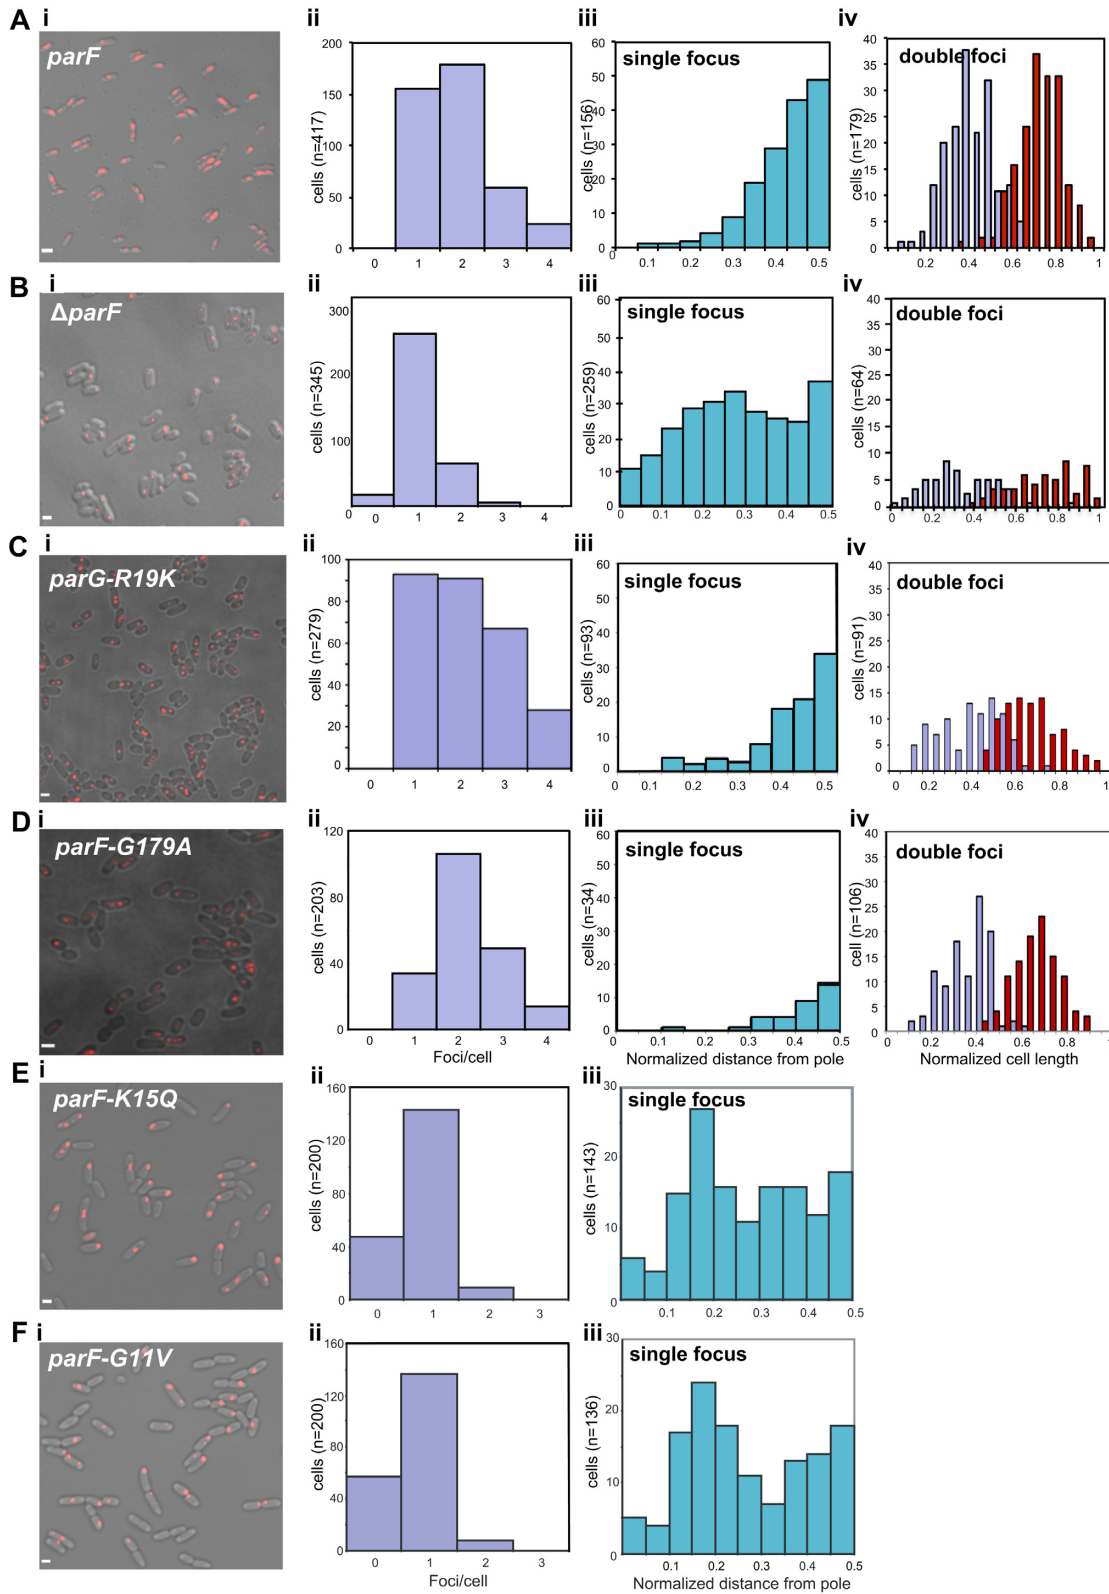 A i ii iii iv
parF
cells (n=417)
200
150
100
50
0
0 1 2 3 4
single focus
cells (n=156)
60
50
40
30
20
10
0
0 0.1 0.2 0.3 0.4 0.5
double foci
cells (n=179)
40
35
30
25
20
15
10
5
0
0.2 0.4 0.6 0.8 1
B i ii iii iv
ΔparF
cells (n=345)
300
200
100
0
0 1 2 3 4
single focus
cells (n=259)
60
50
40
30
20
10
0
0 0.1 0.2 0.3 0.4 0.5
double foci
cells (n=64)
40
35
30
25
20
15
10
5
0
0 0.2 0.4 0.6 0.8 1
C i ii iii iv
parG-R19K
cells (n=279)
100
90
80
60
40
20
0
0 1 2 3 4
single focus
cells (n=93)
60
50
40
30
20
10
0
0 0.1 0.2 0.3 0.4 0.5
double foci
cells (n=91)
40
35
30
25
20
15
10
5
0
0 0.2 0.4 0.6 0.8 1
D i ii iii iv
parF-G179A
cells (n=203)
120
80
40
0
0 1 2 3 4
Foci/cell
single focus
cells (n=34)
60
50
40
30
20
10
0
0 0.1 0.2 0.3 0.4 0.5
Normalized distance from pole
double foci
cell (n=106)
40
35
30
25
20
15
10
5
0
0 0.2 0.4 0.6 0.8 1
Normalized cell length
E i ii iii
parF-K15Q
cells (n=200)
160
120
80
40
0
0 1 2 3
single focus
cells (n=143)
30
20
10
0
0.1 0.2 0.3 0.4 0.5
F i ii iii
parF-G11V
cells (n=200)
160
120
80
40
0
0 1 2 3
Foci/cell
single focus
cells (n=136)
30
20
10
0
0.1 0.2 0.3 0.4 0.5
Normalized distance from pole